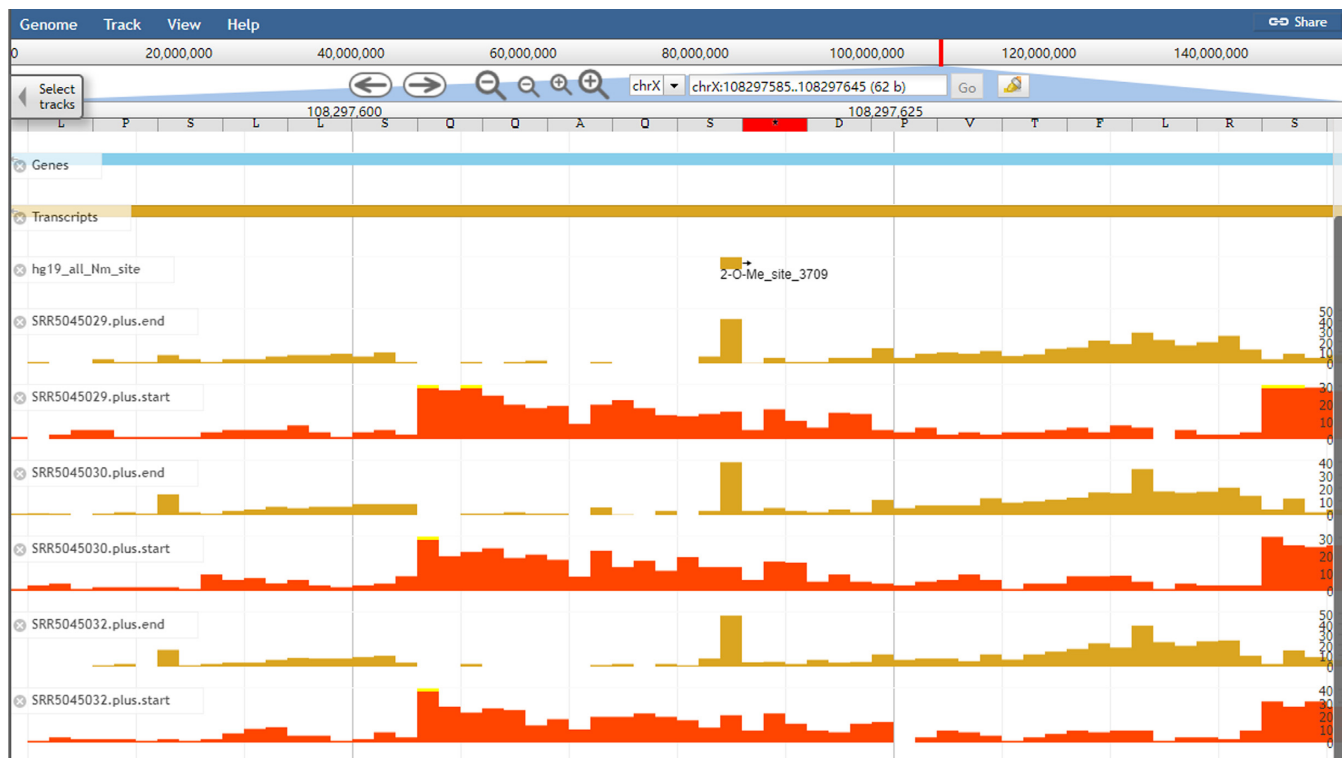 Genome Track View Help Share
0 20,000,000 40,000,000 60,000,000 80,000,000 100,000,000 120,000,000 140,000,000
Select
tracks
chrX chrX:108297585..108297645 (62 b) Go
108,297,600 108,297,625
L P S L L S Q Q A Q S * D P V T F L R S
Genes
Transcripts
hg19_all_Nm_site
2-O-Me_site_3709
SRR5045029.plus.end
50
40
30
20
10
0
SRR5045029.plus.start
30
20
10
0
SRR5045030.plus.end
40
30
20
10
0
SRR5045030.plus.start
30
20
10
0
SRR5045032.plus.end
50
40
30
20
10
0
SRR5045032.plus.start
40
30
20
10
0